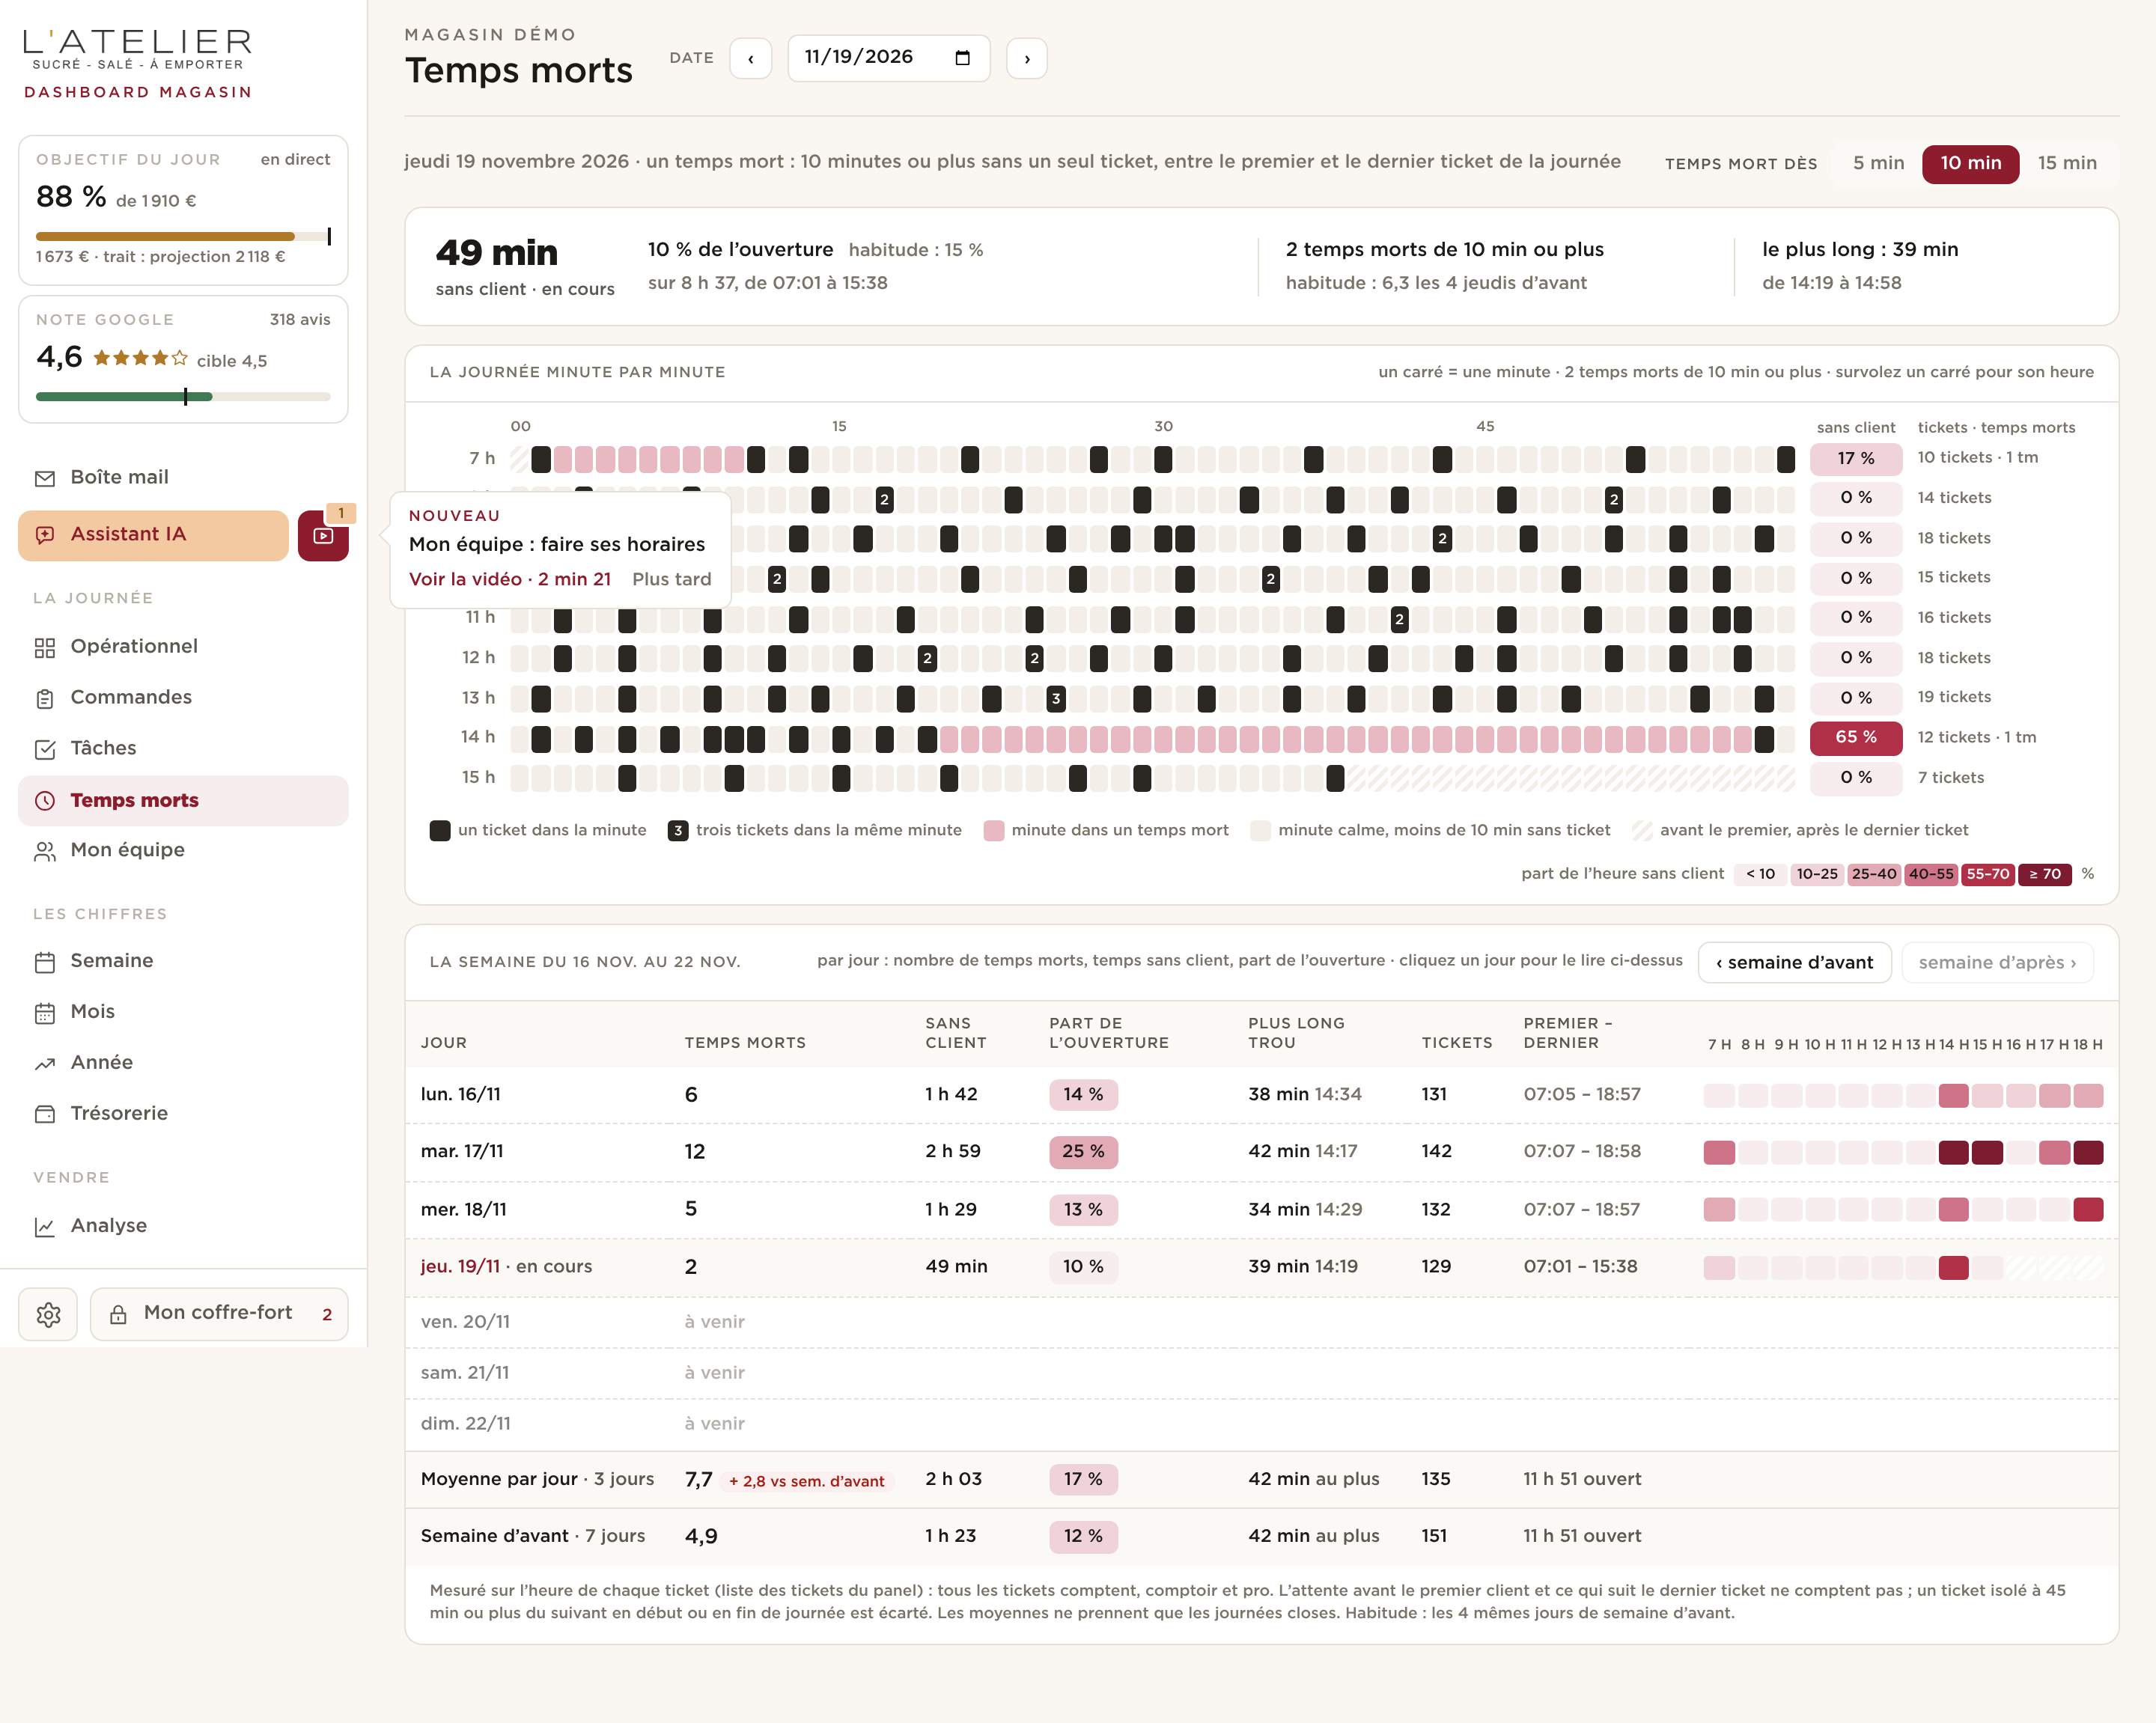 L'ATELIER
SUCRÉ - SALÉ - Á EMPORTER
DASHBOARD MAGASIN
OBJECTIF DU JOUR en direct
88 % de 1 910 €
1 673 € · trait : projection 2 118 €
NOTE GOOGLE 318 avis
4,6 cible 4,5
Boîte mail
Assistant IA 1
LA JOURNÉE
Opérationnel
Commandes
Tâches
Temps morts
Mon équipe
LES CHIFFRES
Semaine
Mois
Année
Trésorerie
VENDRE
Analyse
Mon coffre-fort 2
MAGASIN DÉMO
Temps morts
DATE ‹ 11/19/2026 ›
jeudi 19 novembre 2026 · un temps mort : 10 minutes ou plus sans un seul ticket, entre le premier et le dernier ticket de la journée
TEMPS MORT DÈS 5 min 10 min 15 min
49 min
sans client · en cours
10 % de l’ouverture habitude : 15 %
sur 8 h 37, de 07:01 à 15:38
2 temps morts de 10 min ou plus
habitude : 6,3 les 4 jeudis d’avant
le plus long : 39 min
de 14:19 à 14:58
LA JOURNÉE MINUTE PAR MINUTE
un carré = une minute · 2 temps morts de 10 min ou plus · survolez un carré pour son heure
00 15 30 45 sans client tickets · temps morts
7 h 17 % 10 tickets · 1 tm
2 2 0 % 14 tickets
2 0 % 18 tickets
2 2 0 % 15 tickets
11 h 2 0 % 16 tickets
12 h 2 2 0 % 18 tickets
13 h 3 0 % 19 tickets
14 h 65 % 12 tickets · 1 tm
15 h 0 % 7 tickets
NOUVEAU
Mon équipe : faire ses horaires
Voir la vidéo · 2 min 21 Plus tard
un ticket dans la minute 3 trois tickets dans la même minute minute dans un temps mort minute calme, moins de 10 min sans ticket avant le premier, après le dernier ticket
part de l’heure sans client < 10 10–25 25–40 40–55 55–70 ≥ 70 %
LA SEMAINE DU 16 NOV. AU 22 NOV.
par jour : nombre de temps morts, temps sans client, part de l’ouverture · cliquez un jour pour le lire ci-dessus
‹ semaine d’avant semaine d’après ›
JOUR TEMPS MORTS SANS CLIENT PART DE L’OUVERTURE PLUS LONG TROU TICKETS PREMIER – DERNIER 7 H 8 H 9 H 10 H 11 H 12 H 13 H 14 H 15 H 16 H 17 H 18 H
lun. 16/11 6 1 h 42 14 % 38 min 14:34 131 07:05 – 18:57
mar. 17/11 12 2 h 59 25 % 42 min 14:17 142 07:07 – 18:58
mer. 18/11 5 1 h 29 13 % 34 min 14:29 132 07:07 – 18:57
jeu. 19/11 · en cours 2 49 min 10 % 39 min 14:19 129 07:01 – 15:38
ven. 20/11 à venir
sam. 21/11 à venir
dim. 22/11 à venir
Moyenne par jour · 3 jours 7,7 + 2,8 vs sem. d’avant 2 h 03 17 % 42 min au plus 135 11 h 51 ouvert
Semaine d’avant · 7 jours 4,9 1 h 23 12 % 42 min au plus 151 11 h 51 ouvert
Mesuré sur l’heure de chaque ticket (liste des tickets du panel) : tous les tickets comptent, comptoir et pro. L’attente avant le premier client et ce qui suit le dernier ticket ne comptent pas ; un ticket isolé à 45
min ou plus du suivant en début ou en fin de journée est écarté. Les moyennes ne prennent que les journées closes. Habitude : les 4 mêmes jours de semaine d’avant.